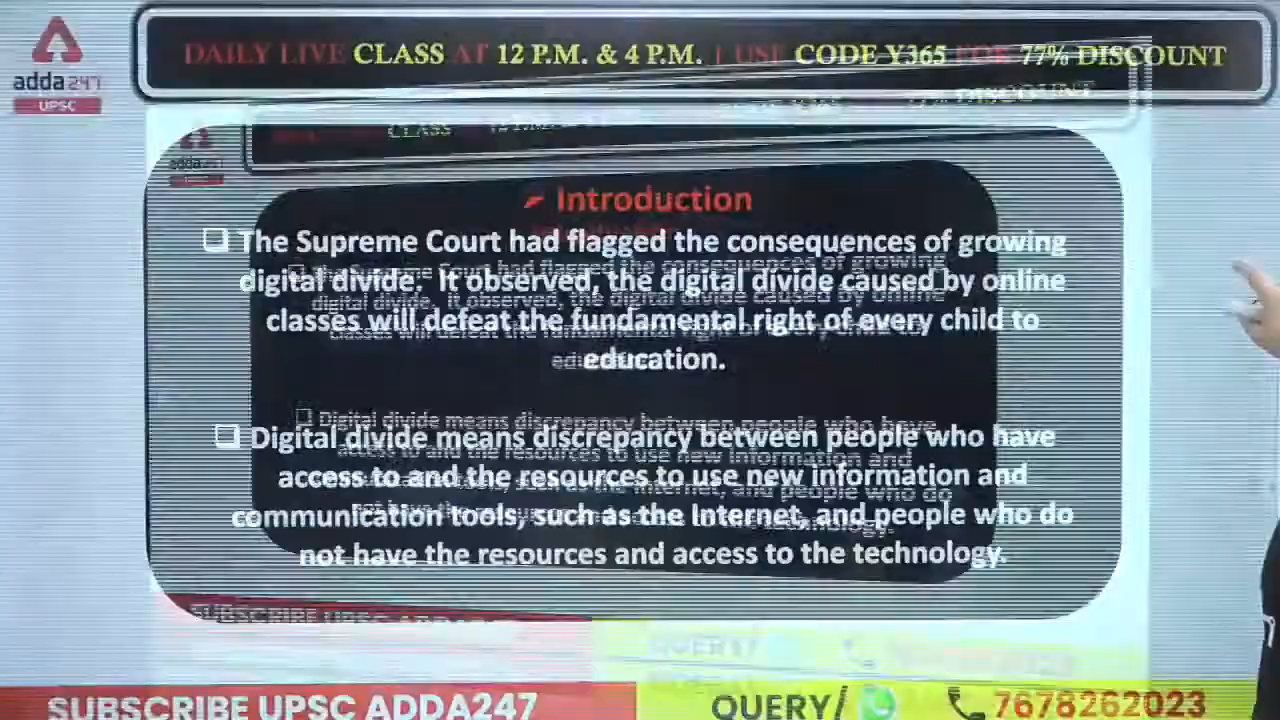 adda247
UPSC
DAILY LIVE CLASS AT 12 P.M. & 4 P.M. | USE CODE Y365 FOR 77% DISCOUNT
Introduction
The Supreme Court had flagged the consequences of growing
digital divide. It observed, the digital divide caused by online
classes will defeat the fundamental right of every child to
education.
Digital divide means discrepancy between people who have
access to and the resources to use new information and
communication tools, such as the Internet, and people who do
not have the resources and access to the technology.
SUBSCRIBE UPSC ADDA247
QUERY/ 7678262023